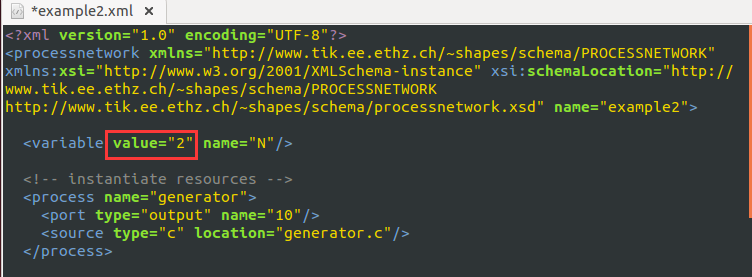 *example2.xml ×
<?xml version="1.0" encoding="UTF-8"?>
<processnetwork xmlns="http://www.tik.ee.ethz.ch/~shapes/schema/PROCESSNETWORK"
xmlns:xsi="http://www.w3.org/2001/XMLSchema-instance" xsi:schemaLocation="http://
www.tik.ee.ethz.ch/~shapes/schema/PROCESSNETWORK
http://www.tik.ee.ethz.ch/~shapes/schema/processnetwork.xsd" name="example2">
<variable value="2" name="N"/>
<!-- instantiate resources -->
<process name="generator">
<port type="output" name="10"/>
<source type="c" location="generator.c"/>
</process>